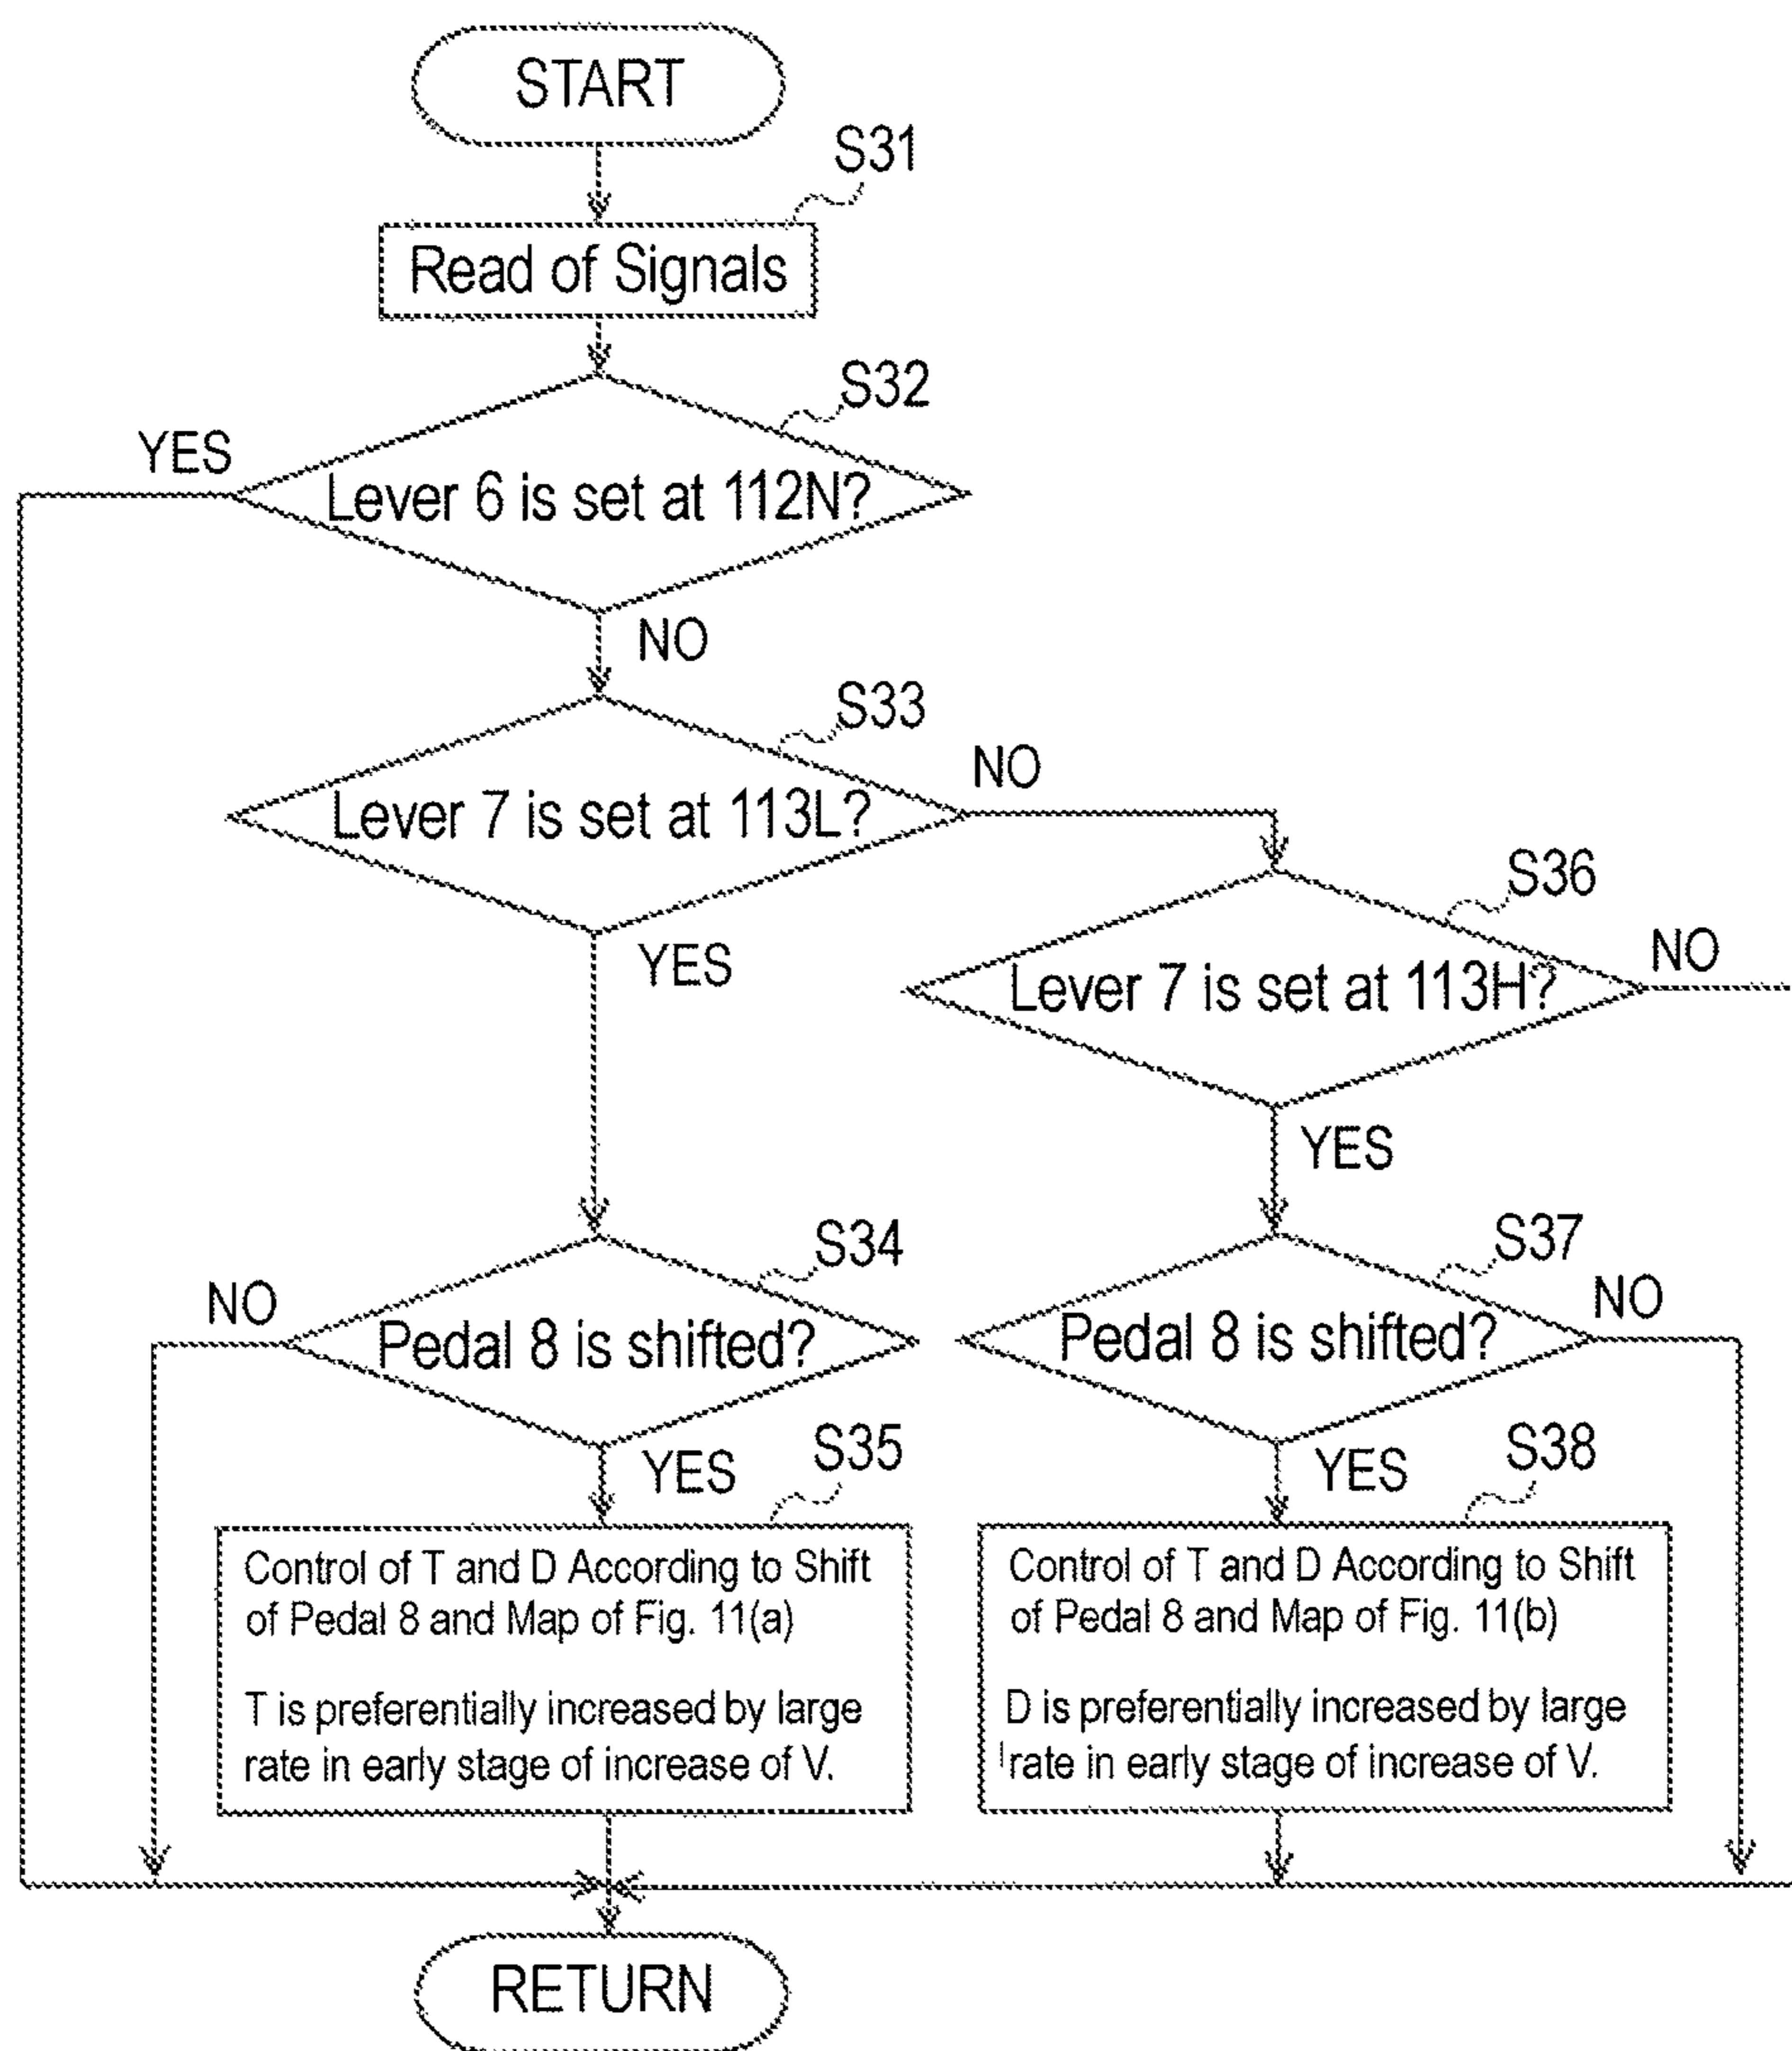 START
S31
Read of Signals
S32
YES
Lever 6 is set at 112N?
NO
S33
NO
Lever 7 is set at 113L?
S36
YES
NO
Lever 7 is set at 113H?
YES
S34
S37
NO
NO
Pedal 8 is shifted?
Pedal 8 is shifted?
S35
S38
YES
YES
Control of T and D According to Shift
of Pedal 8 and Map of Fig. 11(a)
T is preferentially increased by large
rate in early stage of increase of V.
Control of T and D According to Shift
of Pedal 8 and Map of Fig. 11(b)
D is preferentially increased by large
rate in early stage of increase of V.
RETURN